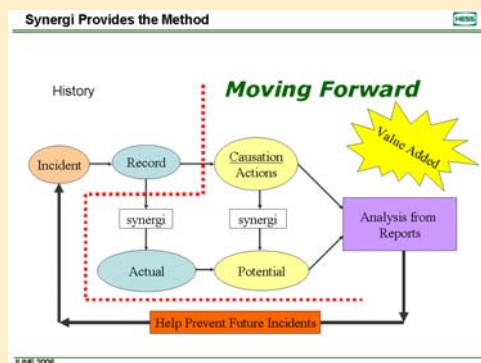 Synergi Provides the Method
HESS
History
Moving Forward
Value Added
Incident
Record
Causation
Actions
synergi
synergi
Analysis from
Reports
Actual
Potential
Help Prevent Future Incidents
JUNE 2006